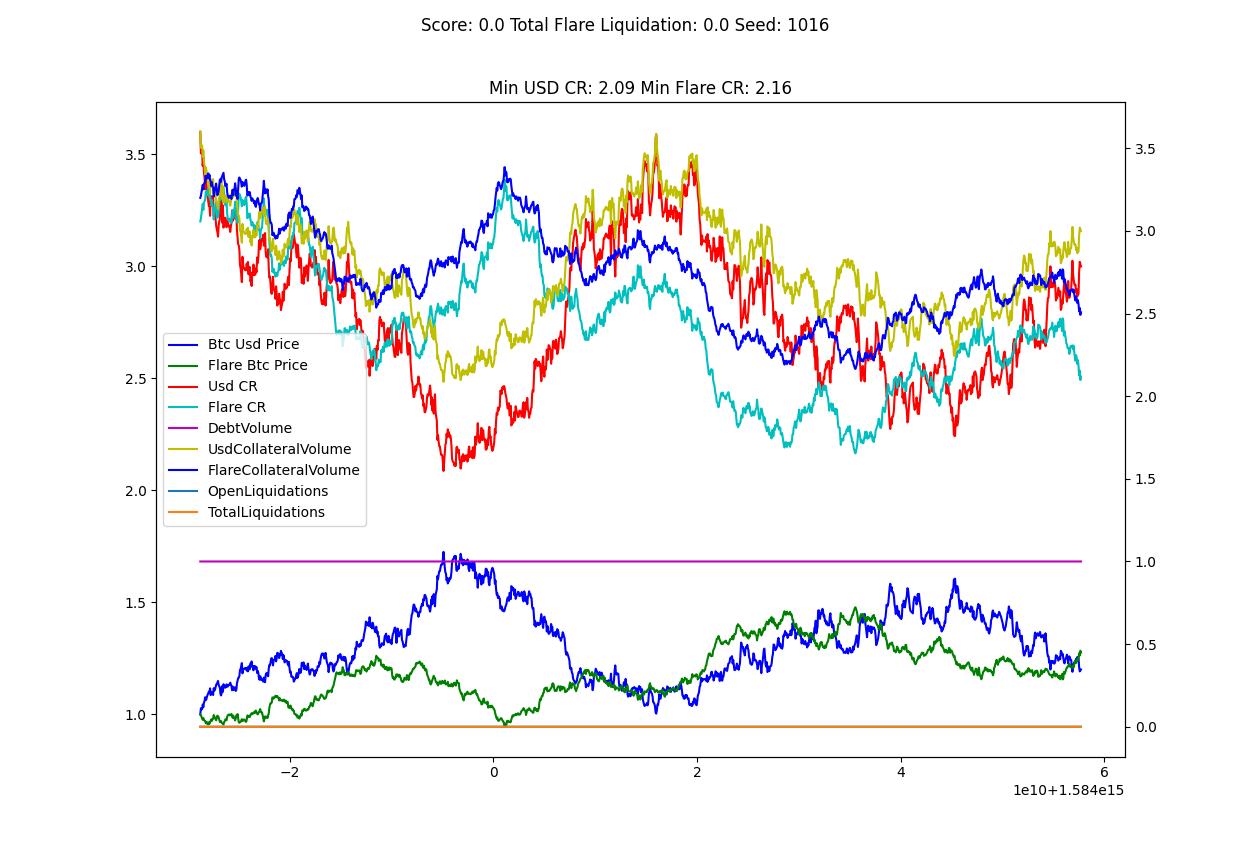 Score: 0.0 Total Flare Liquidation: 0.0 Seed: 1016
Min USD CR: 2.09 Min Flare CR: 2.16
3.5
3.0
2.5
2.0
1.5
1.0
3.5
3.0
2.5
2.0
1.5
1.0
0.5
0.0
Btc Usd Price
Flare Btc Price
Usd CR
Flare CR
DebtVolume
UsdCollateralVolume
FlareCollateralVolume
OpenLiquidations
TotalLiquidations
−2 0 2 4 6
1e10+1.584e15